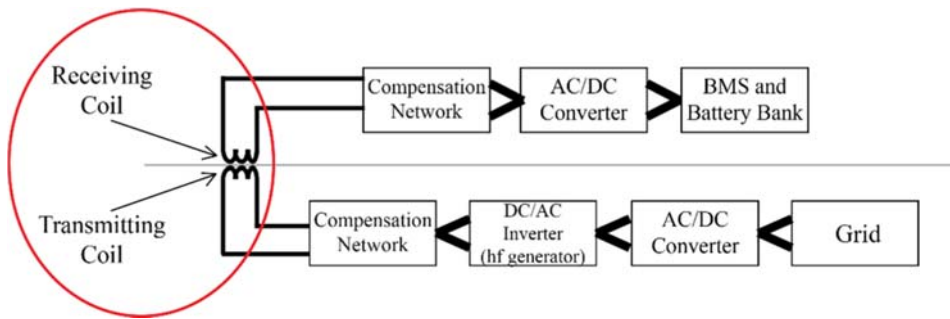 Receiving
Coil
Compensation
Network
AC/DC
Converter
BMS and
Battery Bank
Transmitting
Coil
Compensation
Network
DC/AC
Inverter
(hf generator)
AC/DC
Converter
Grid